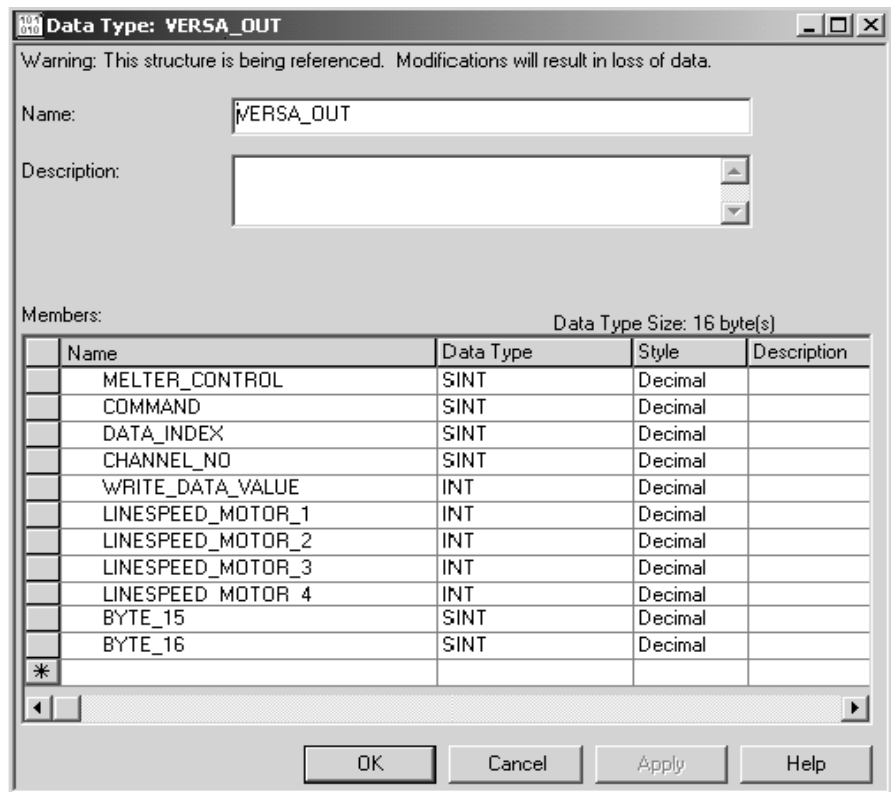 Data Type: VERSA_OUT
Warning: This structure is being referenced. Modifications will result in loss of data.
Name: VERSA_OUT
Description:
Members: Data Type Size: 16 byte(s)
Name Data Type Style Description
MELTER_CONTROL SINT Decimal
COMMAND SINT Decimal
DATA_INDEX SINT Decimal
CHANNEL_NO SINT Decimal
WRITE_DATA_VALUE INT Decimal
LINESPEED_MOTOR_1 INT Decimal
LINESPEED_MOTOR_2 INT Decimal
LINESPEED_MOTOR_3 INT Decimal
LINESPEED_MOTOR_4 INT Decimal
BYTE_15 SINT Decimal
BYTE_16 SINT Decimal
OK Cancel Apply Help